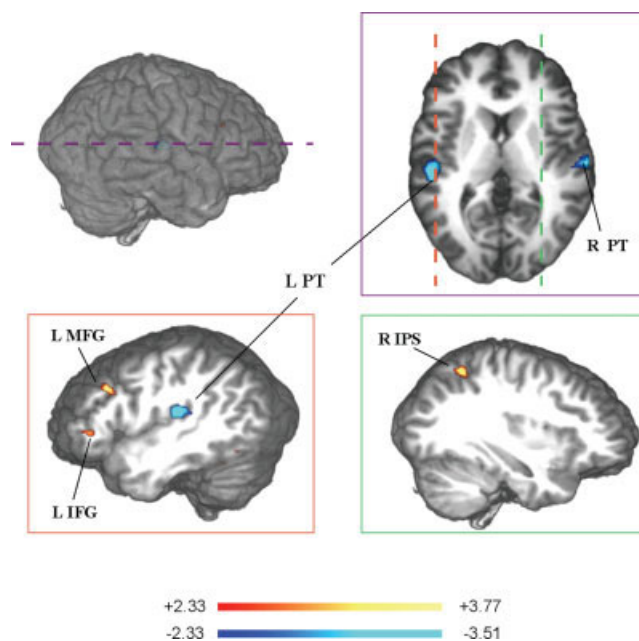 R PT
L PT
L MFG
L IFG
R IPS
+2.33 +3.77
-2.33 -3.51